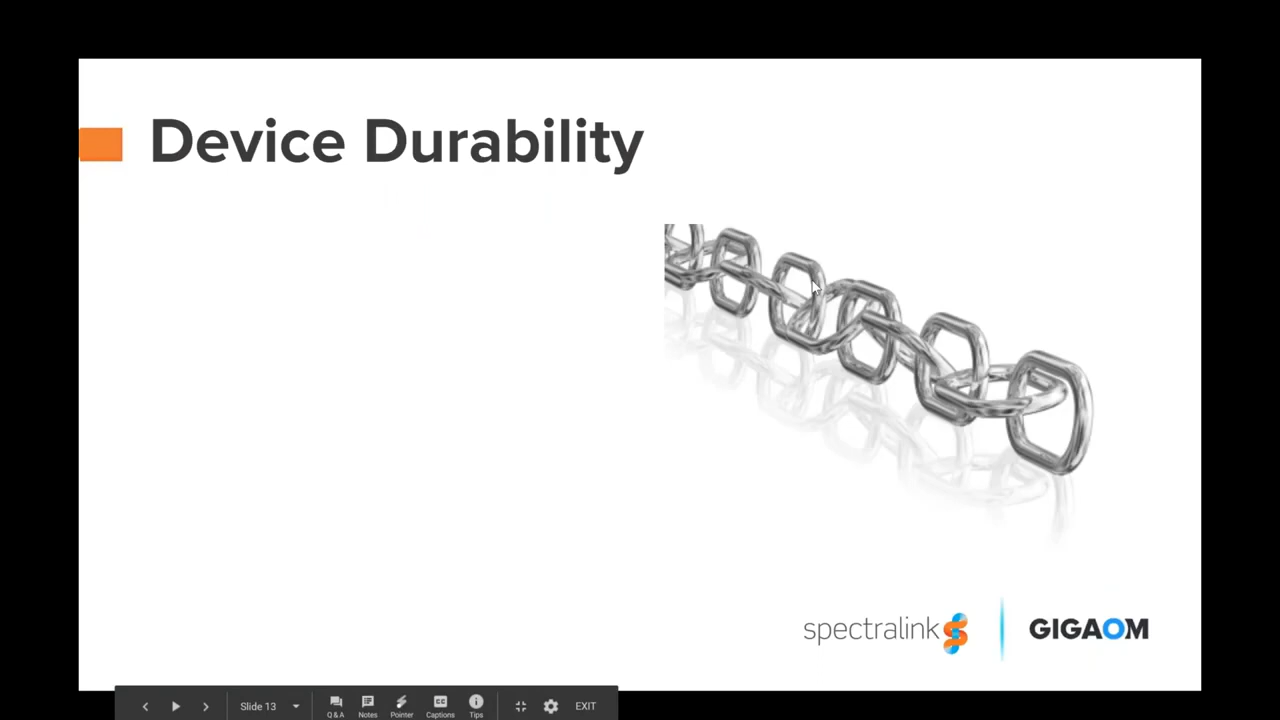 Device Durability
spectralink
GIGAOM
Slide 13
Q&A
Notes
Pointer
Captions
Tips
EXIT